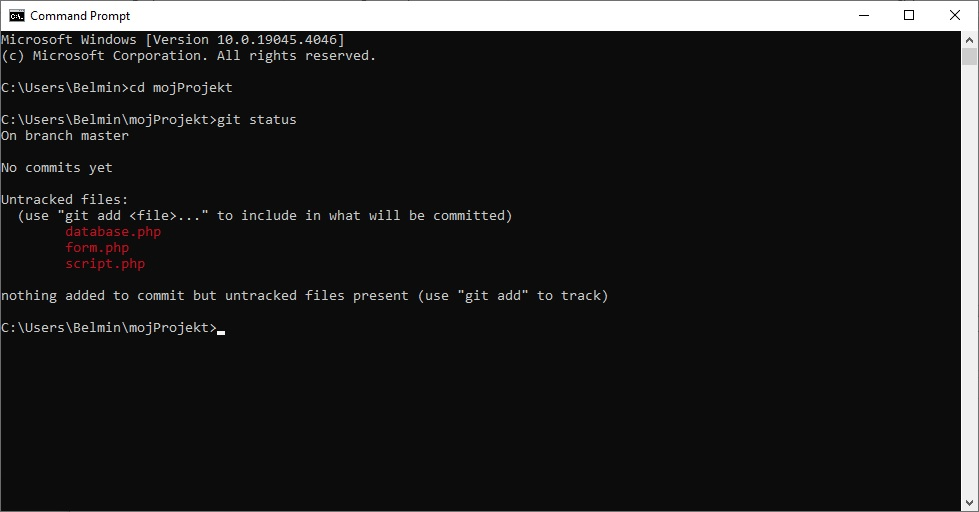 Command Prompt
Microsoft Windows [Version 10.0.19045.4046]
(c) Microsoft Corporation. All rights reserved.
C:\Users\Belmin>cd mojProjekt
C:\Users\Belmin\mojProjekt>git status
On branch master
No commits yet
Untracked files:
  (use "git add <file>..." to include in what will be committed)
        database.php
        form.php
        script.php
nothing added to commit but untracked files present (use "git add" to track)
C:\Users\Belmin\mojProjekt>